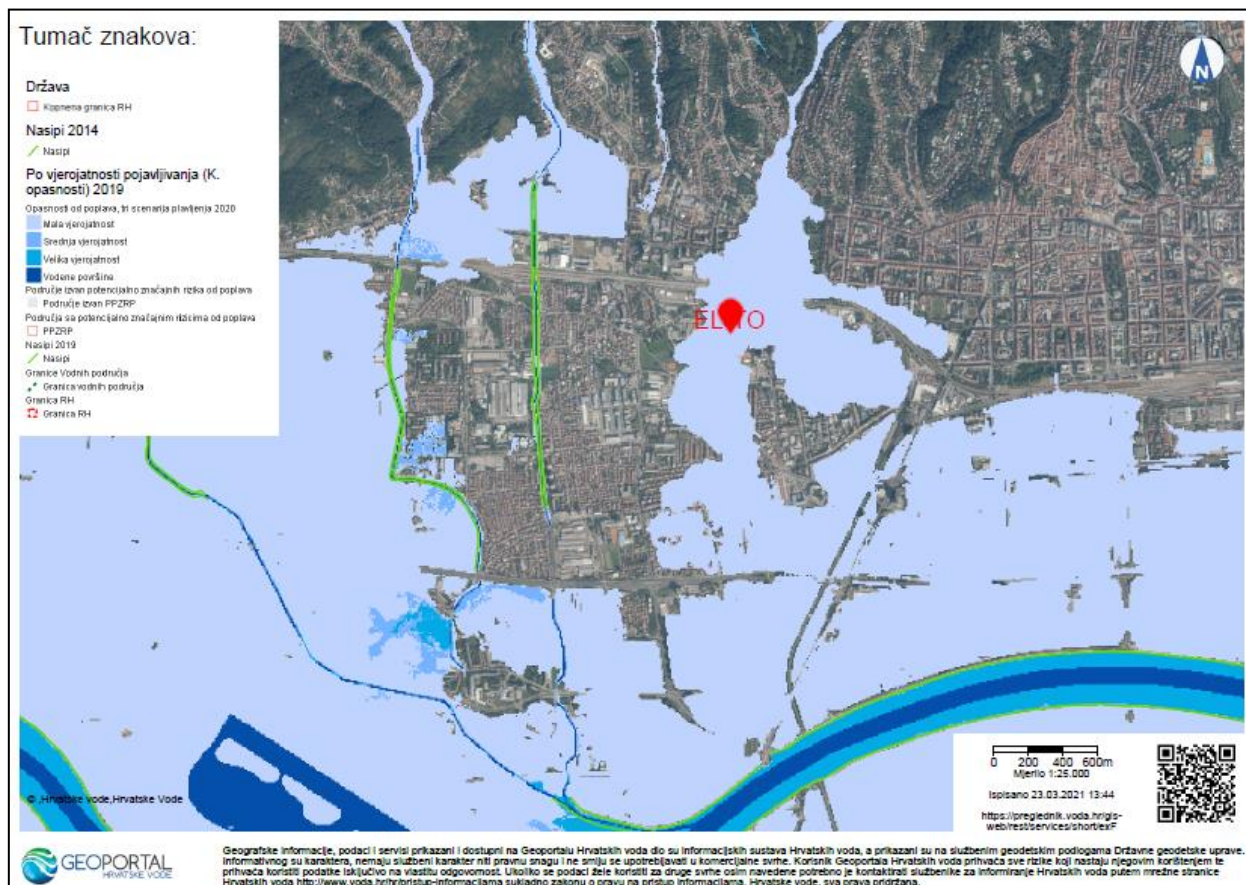 Tumač znakova:
Država
Kopnena granica RH
Nasipi 2014
Nasipi
Po vjerojatnosti pojavljivanja (K.
opasnosti) 2019
Opasnosti od poplava, tri scenarija plavljenja 2020
Mala vjerojatnost
Srednja vjerojatnost
Velika vjerojatnost
Vodene površine
Područje izvan potencijalno značajnih rizika od poplava
Područje izvan PPZRP
Područja sa potencijalno značajnim rizicima od poplava
PPZRP
Nasipi 2019
Nasipi
Granice Vodnih područja
Granica vodnih područja
Granica RH
Granica RH
N
© ,Hrvatske vode,Hrvatske Vode
0 200 400 600m
Mjerilo 1:25.000
Ispisano 23.03.2021 13:44
https://preglednik.voda.hr/gis-
web/rest/services/short/exrF
GEOPORTAL
HRVATSKE VODE
Geografske informacije, podaci i servisi prikazani i dostupni na Geoportalu Hrvatskih voda dio su informacijskih sustava Hrvatskih voda, a prikazani su na službenim geodetskim podlogama Državne geodetske uprave.
Informativnog su karaktera, nemaju službeni karakter niti pravnu snagu i ne smiju se upotrebljavati u komercijalne svrhe. Korisnik Geoportala Hrvatskih voda prihvaća sve rizike koji nastaju njegovim korištenjem te
prihvaća koristiti podatke isključivo na vlastitu odgovornost. Ukoliko se podaci žele koristiti za druge svrhe osim navedene potrebno je kontaktirati službenike za informiranje Hrvatskih voda putem mrežne stranice
Hrvatskih voda http://www.voda.hr/hr/pristup-informacijama sukladno zakonu o pravu na pristup informacijama. Hrvatske vode, sva prava pridržana.